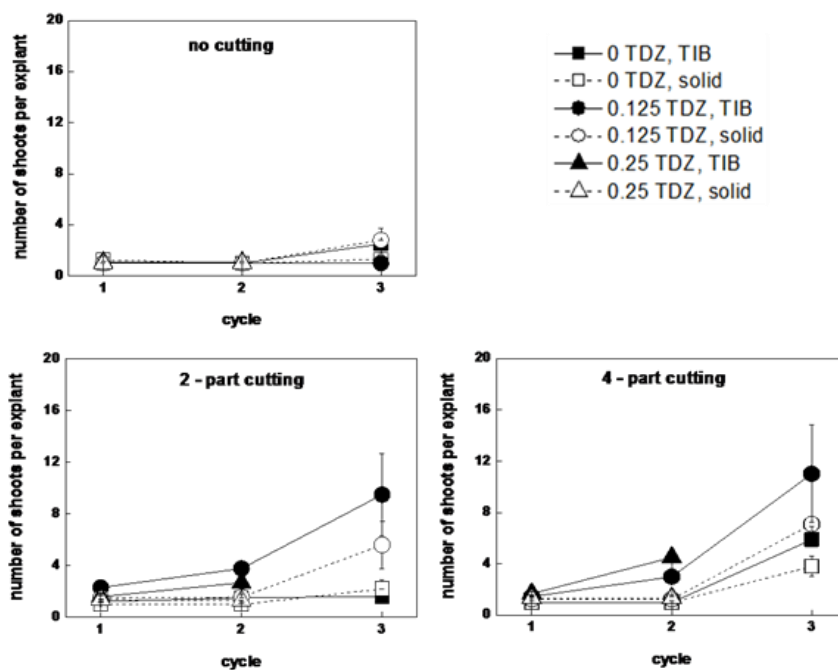 no cutting
number of shoots per explant
20
16
12
8
4
0
1 2 3
cycle
0 TDZ, TIB
0 TDZ, solid
0.125 TDZ, TIB
0.125 TDZ, solid
0.25 TDZ, TIB
0.25 TDZ, solid
2 - part cutting
number of shoots per explant
20
16
12
8
4
0
1 2 3
cycle
4 - part cutting
number of shoots per explant
20
16
12
8
4
0
1 2 3
cycle